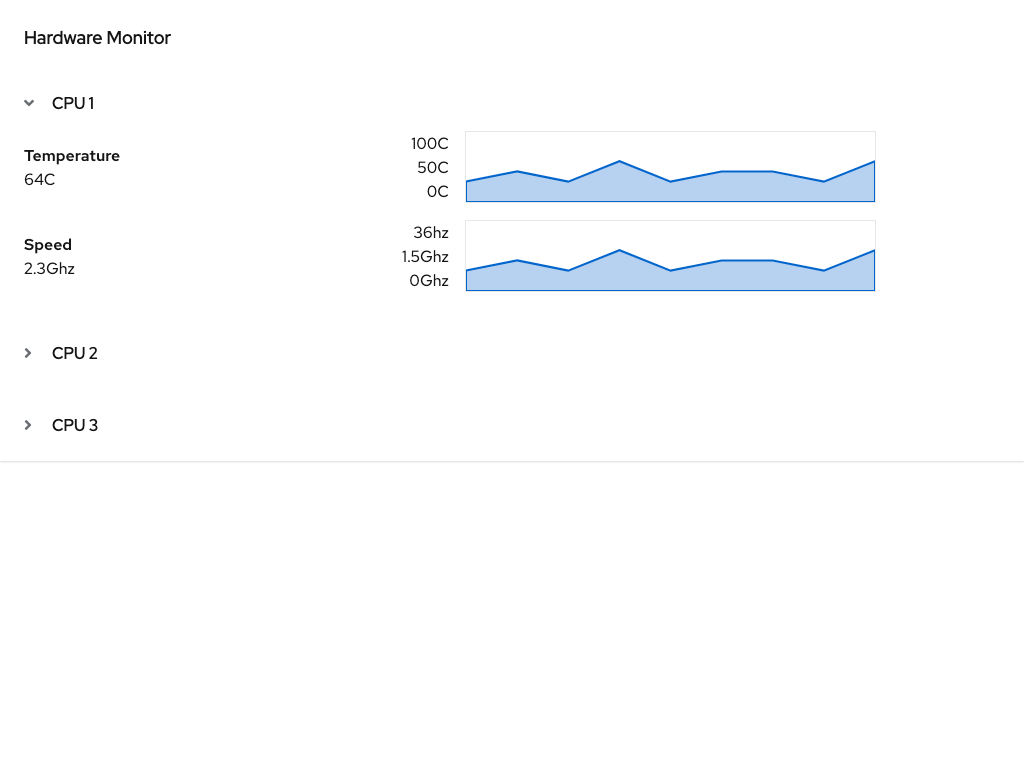 Hardware Monitor
CPU 1
Temperature
64C
100C
50C
0C
Speed
2.3Ghz
36hz
1.5Ghz
0Ghz
CPU 2
CPU 3